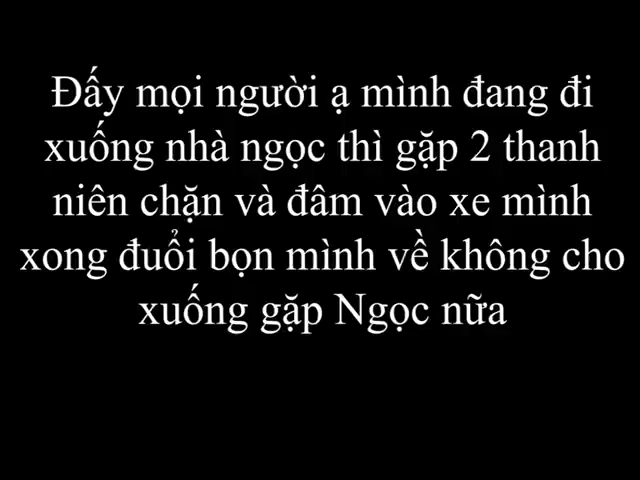 Đấy mọi người ạ mình đang đi
xuống nhà ngọc thì gặp 2 thanh
niên chặn và đâm vào xe mình
xong đuổi bọn mình về không cho
xuống gặp Ngọc nữa